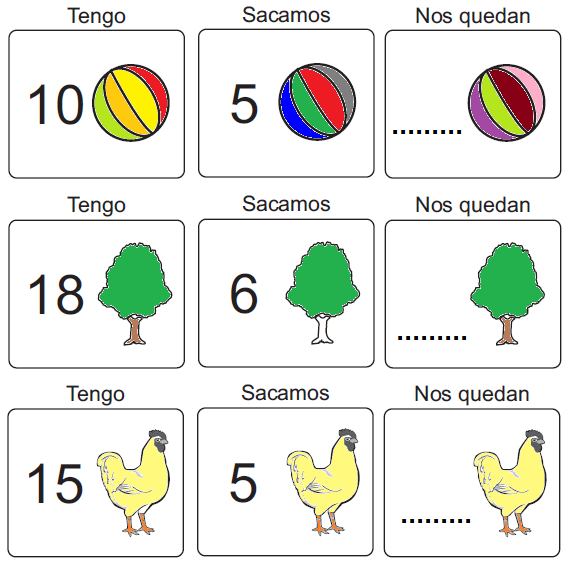 Tengo Sacamos Nos quedan
10 5 .........
Tengo Sacamos Nos quedan
18 6 .........
Tengo Sacamos Nos quedan
15 5 .........